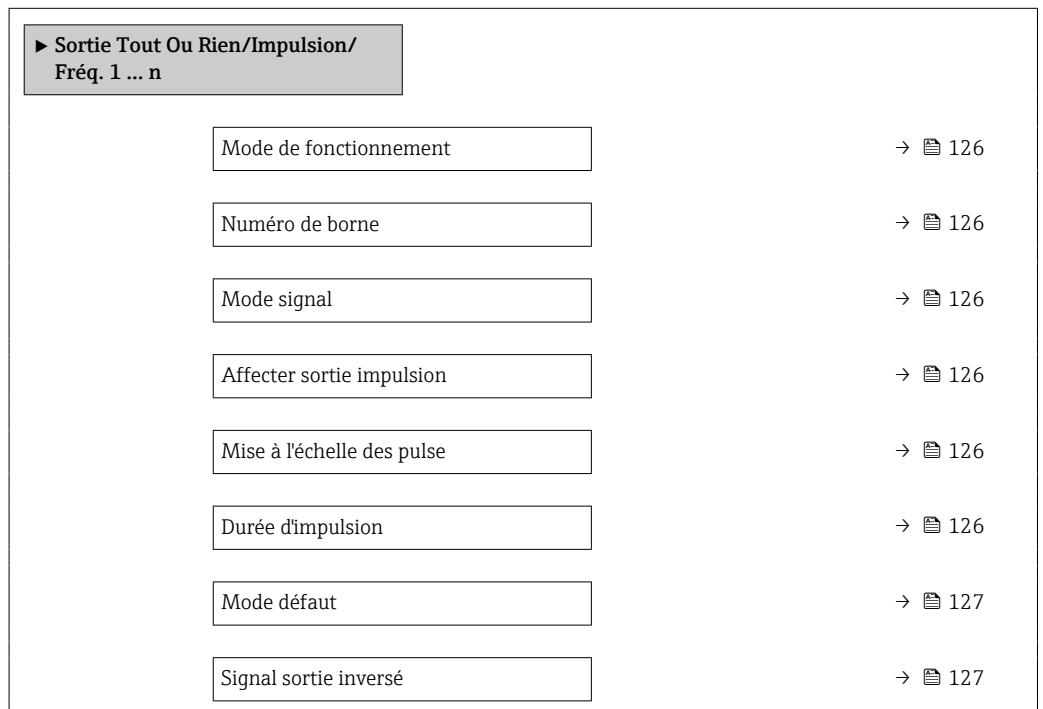 ▶ Sortie Tout Ou Rien/Impulsion/
Fréq. 1 ... n
Mode de fonctionnement → 126
Numéro de borne → 126
Mode signal → 126
Affecter sortie impulsion → 126
Mise à l'échelle des pulse → 126
Durée d'impulsion → 126
Mode défaut → 127
Signal sortie inversé → 127